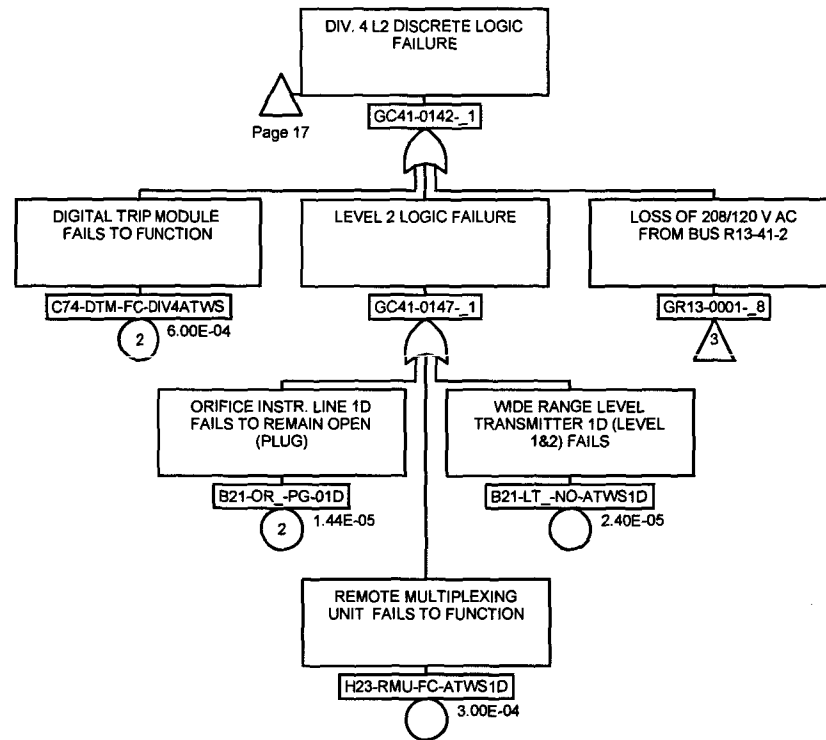 DIV. 4 L2 DISCRETE LOGIC
FAILURE
Page 17
GC41-0142-_1
DIGITAL TRIP MODULE
FAILS TO FUNCTION
C74-DTM-FC-DIV4ATWS
2
6.00E-04
LEVEL 2 LOGIC FAILURE
GC41-0147-_1
LOSS OF 208/120 V AC
FROM BUS R13-41-2
GR13-0001-_8
3
ORIFICE INSTR. LINE 1D
FAILS TO REMAIN OPEN
(PLUG)
B21-OR_-PG-01D
2
1.44E-05
WIDE RANGE LEVEL
TRANSMITTER 1D (LEVEL
1&2) FAILS
B21-LT_-NO-ATWS1D
2.40E-05
REMOTE MULTIPLEXING
UNIT FAILS TO FUNCTION
H23-RMU-FC-ATWS1D
3.00E-04